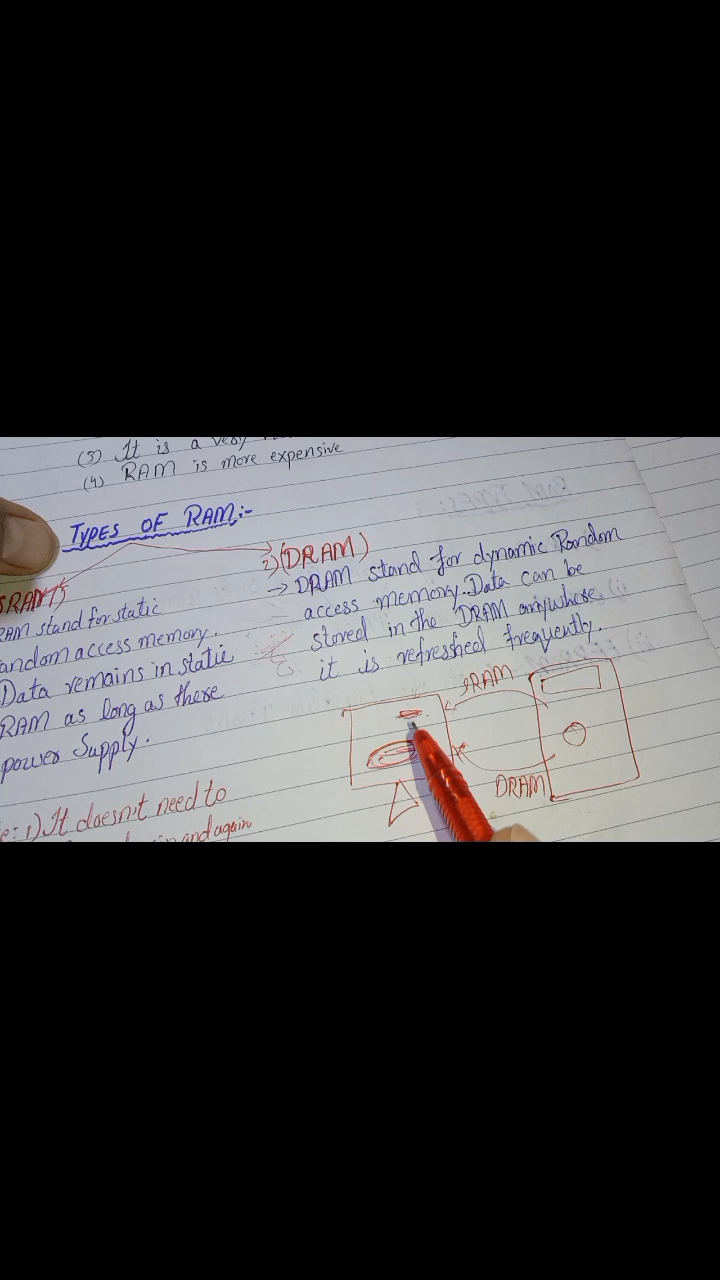 (3) It is a very
(4) RAM is more expensive
TYPES OF RAM:-
SRAM
RAM stand for static
andom access memory.
Data remains in static
RAM as long as there
power supply.
e: 1) It doesn't need to
and again
2) (DRAM)
→ DRAM stand for dynamic Random
access memory. Data can be
stored in the DRAM anywhere
it is refreshed frequently.
SRAM
DRAM
RAM TYPES: